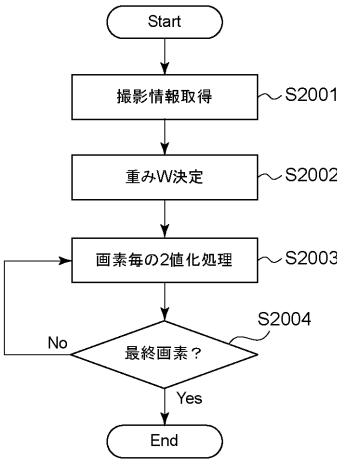 Start
撮影情報取得
S2001
重みW決定
S2002
画素毎の2値化処理
S2003
S2004
最終画素？
No
Yes
End